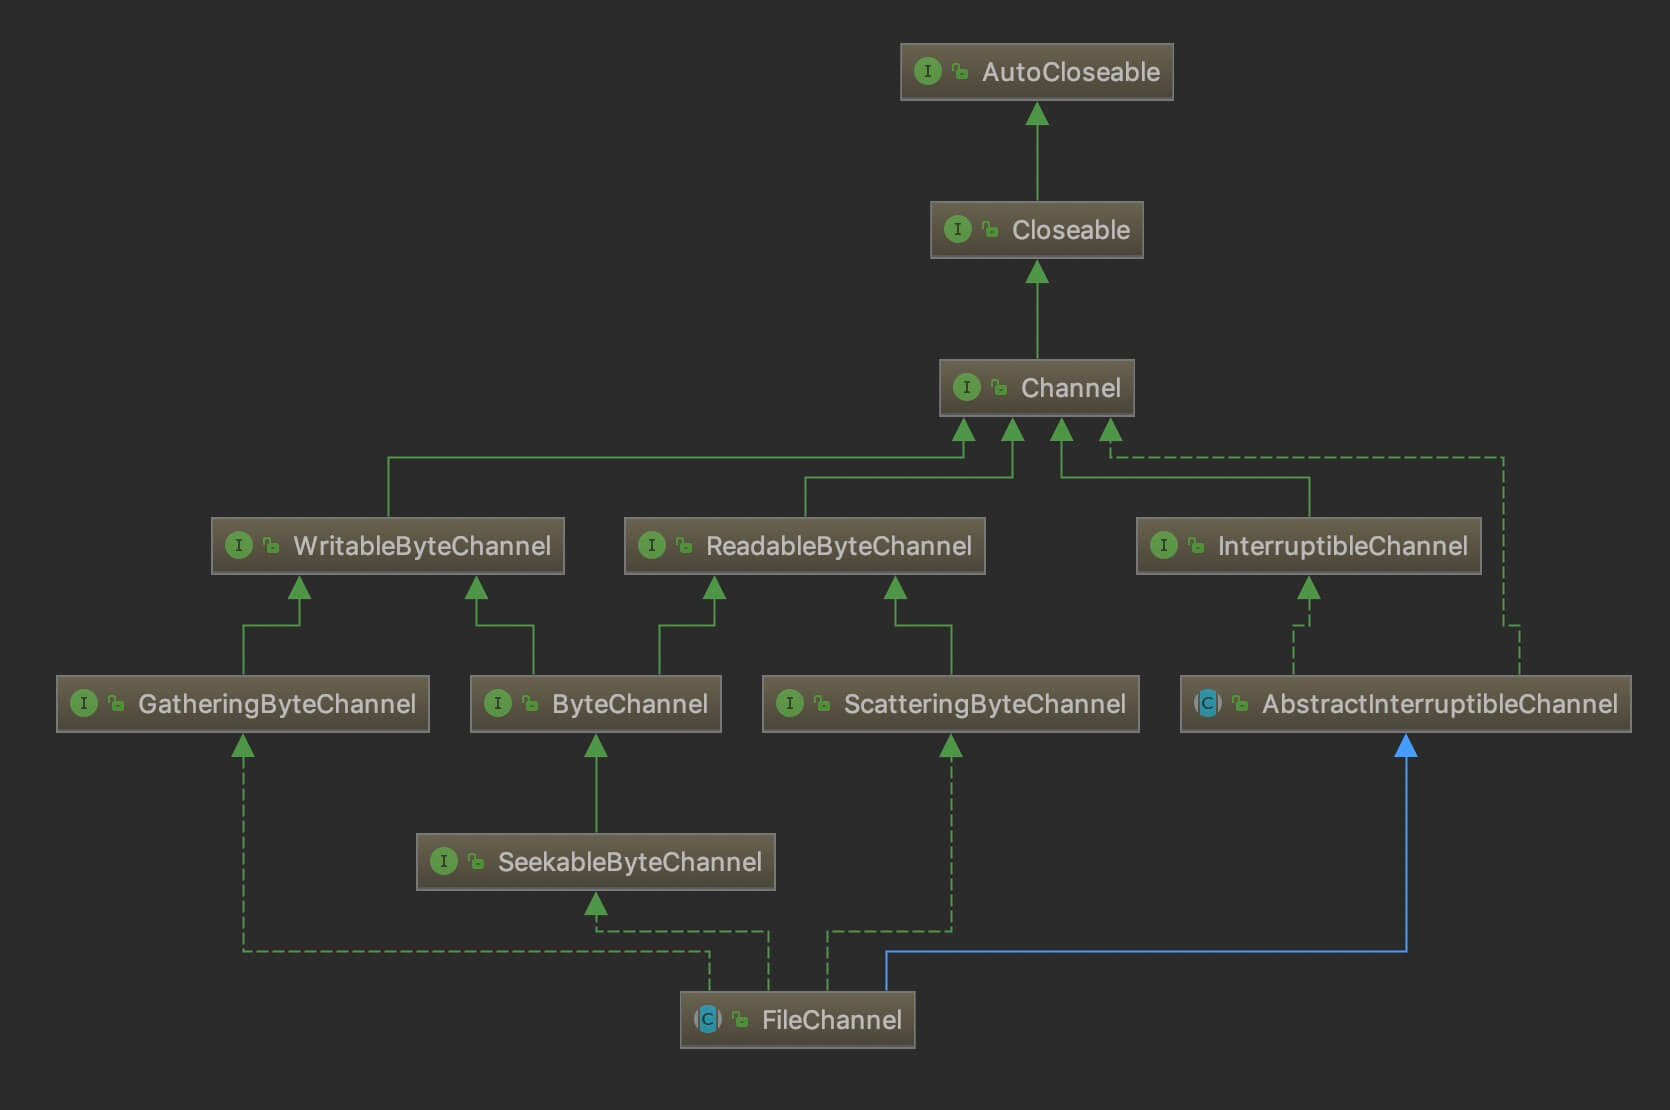 I AutoCloseable
I Closeable
I Channel
I WritableByteChannel
I ReadableByteChannel
I InterruptibleChannel
I GatheringByteChannel
I ByteChannel
I ScatteringByteChannel
C AbstractInterruptibleChannel
I SeekableByteChannel
C FileChannel